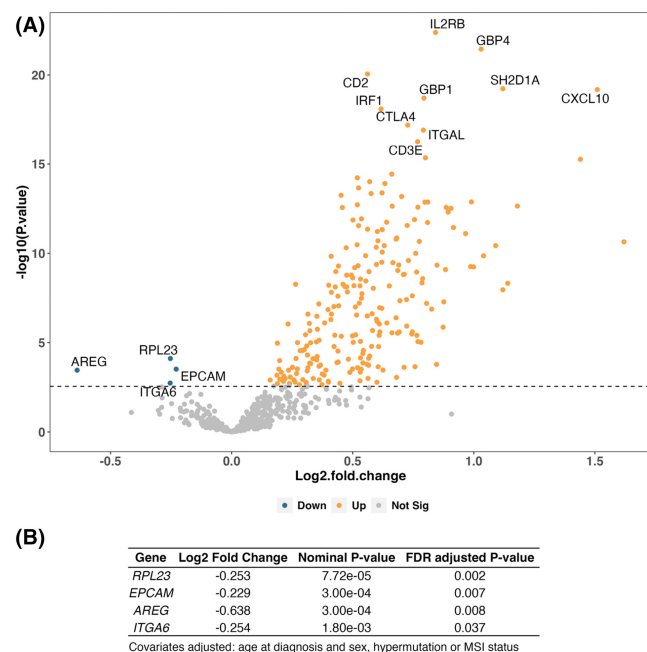 (A)
IL2RB
GBP4
CD2
SH2D1A
IRF1
GBP1
CXCL10
CTLA4
ITGAL
CD3E
20
15
10
5
0
-log10(P.value)
RPL23
AREG
EPCAM
ITGA6
-0.5 0.0 0.5 1.0 1.5
Log2.fold.change
Down Up Not Sig
(B)
Gene Log2 Fold Change Nominal P-value FDR adjusted P-value
RPL23 -0.253 7.72e-05 0.002
EPCAM -0.229 3.00e-04 0.007
AREG -0.638 3.00e-04 0.008
ITGA6 -0.254 1.80e-03 0.037
Covariates adjusted: age at diagnosis and sex, hypermutation or MSI status